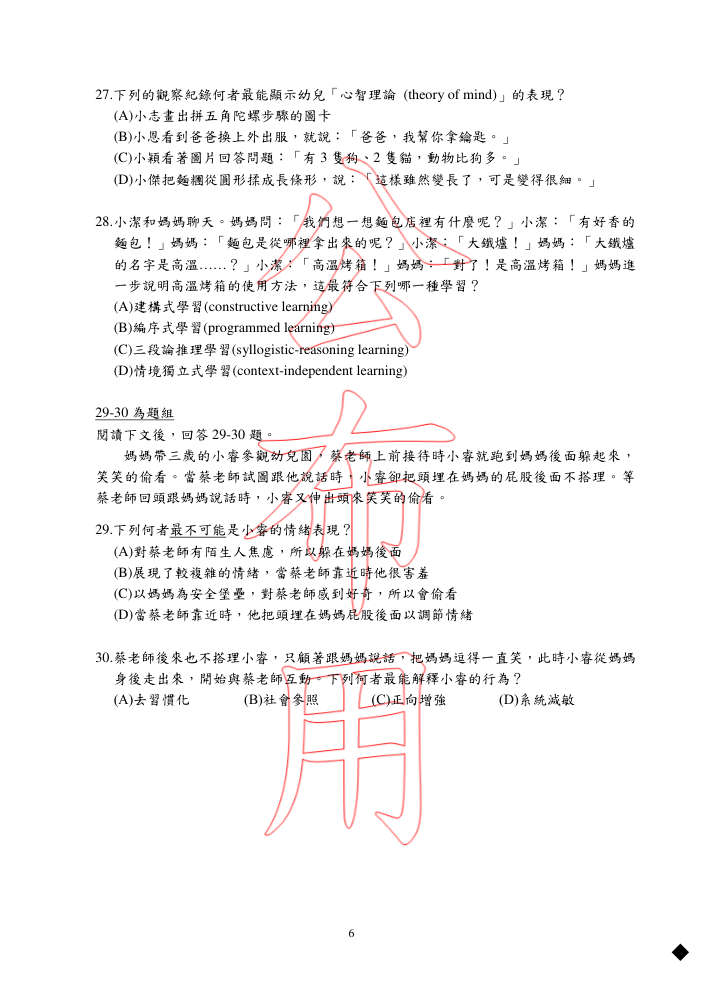 27.下列的觀察紀錄何者最能顯示幼兒「心智理論 (theory of mind)」的表現？
(A)小志畫出拼五角陀螺步驟的圖卡
(B)小恩看到爸爸換上外出服，就說：「爸爸，我幫你拿鑰匙。」
(C)小穎看著圖片回答問題：「有 3 隻狗、2 隻貓，動物比狗多。」
(D)小傑把麵糰從圓形揉成長條形，說：「這樣雖然變長了，可是變得很細。」
28.小潔和媽媽聊天。媽媽問：「我們想一想麵包店裡有什麼呢？」小潔：「有好香的
麵包！」媽媽：「麵包是從哪裡拿出來的呢？」小潔：「大鐵爐！」媽媽：「大鐵爐
的名字是高溫……？」小潔：「高溫烤箱！」媽媽：「對了！是高溫烤箱！」媽媽進
一步說明高溫烤箱的使用方法，這最符合下列哪一種學習？
(A)建構式學習(constructive learning)
(B)編序式學習(programmed learning)
(C)三段論推理學習(syllogistic-reasoning learning)
(D)情境獨立式學習(context-independent learning)
29-30 為題組
閱讀下文後，回答 29-30 題。
媽媽帶三歲的小睿參觀幼兒園，蔡老師上前接待時小睿就跑到媽媽後面躲起來，
笑笑的偷看。當蔡老師試圖跟他說話時，小睿卻把頭埋在媽媽的屁股後面不搭理。等
蔡老師回頭跟媽媽說話時，小睿又伸出頭來笑笑的偷看。
29.下列何者最不可能是小睿的情緒表現？
(A)對蔡老師有陌生人焦慮，所以躲在媽媽後面
(B)展現了較複雜的情緒，當蔡老師靠近時他很害羞
(C)以媽媽為安全堡壘，對蔡老師感到好奇，所以會偷看
(D)當蔡老師靠近時，他把頭埋在媽媽屁股後面以調節情緒
30.蔡老師後來也不搭理小睿，只顧著跟媽媽說話，把媽媽逗得一直笑，此時小睿從媽媽
身後走出來，開始與蔡老師互動。下列何者最能解釋小睿的行為？
(A)去習慣化 (B)社會參照 (C)正向增強 (D)系統減敏
公布用
6